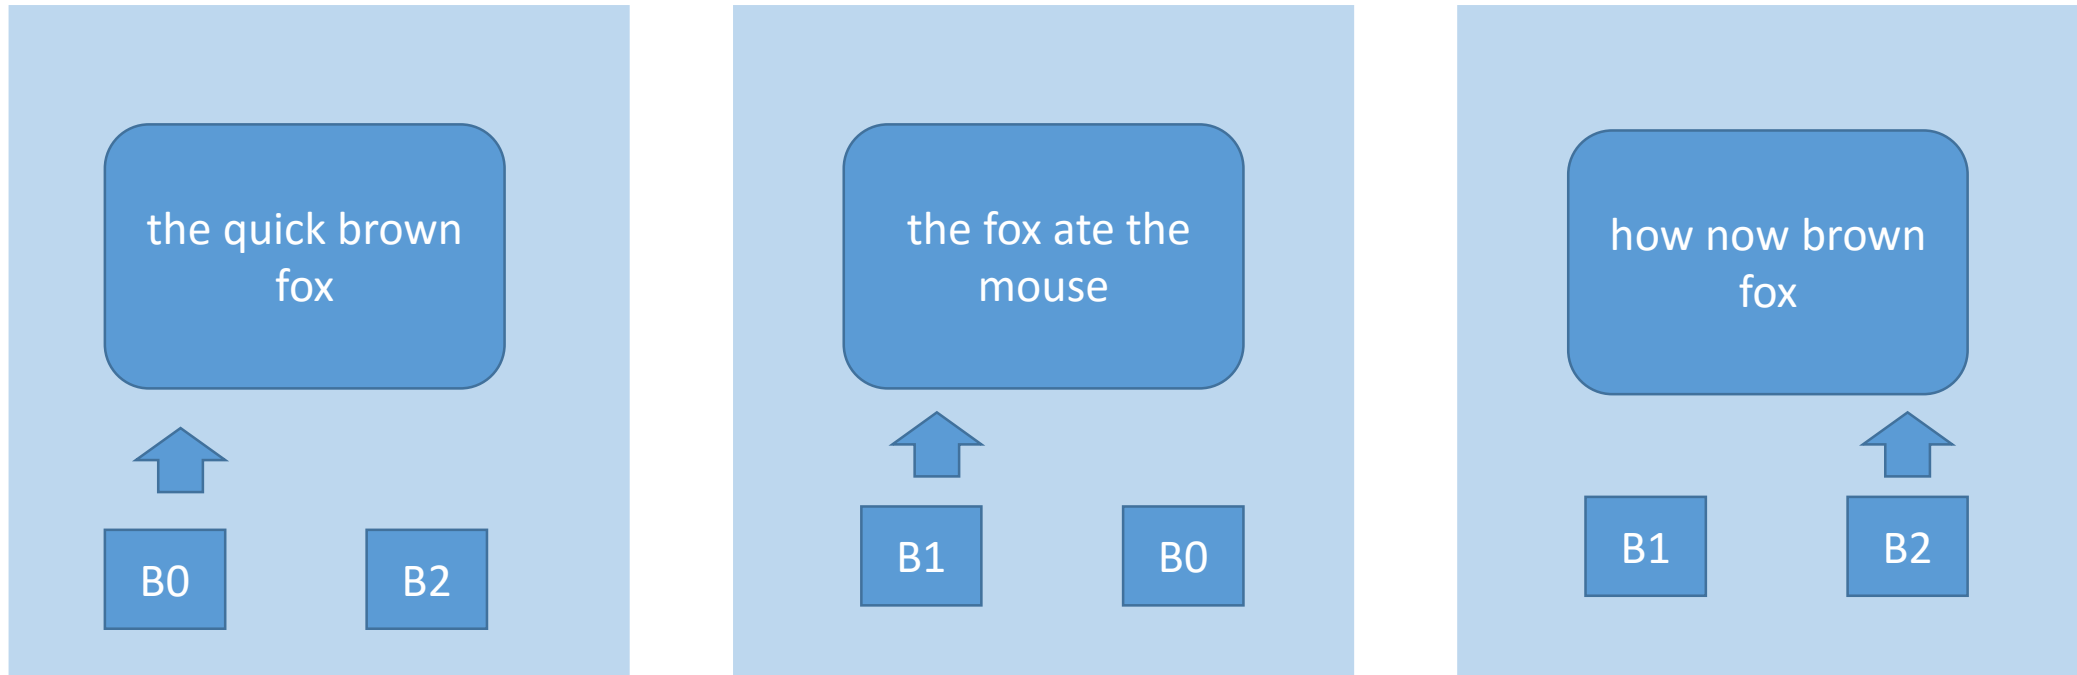 the quick brown
fox
B0
B2
the fox ate the
mouse
B1
B0
how now brown
fox
B1
B2